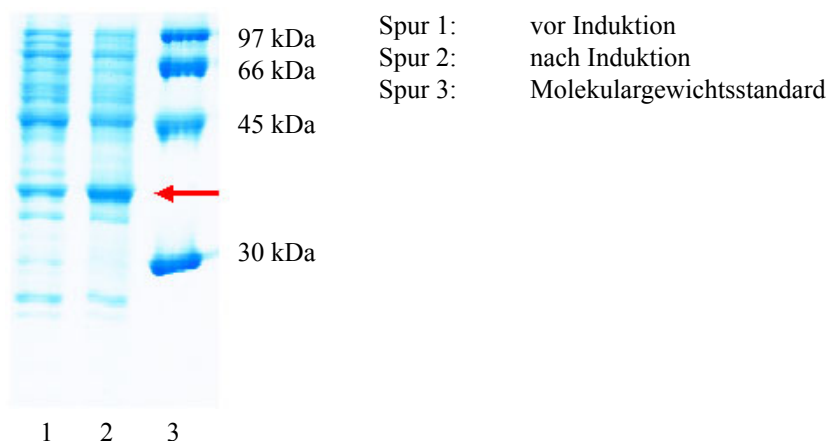 97 kDa
66 kDa
45 kDa
30 kDa
Spur 1: vor Induktion
Spur 2: nach Induktion
Spur 3: Molekulargewichtsstandard
1 2 3